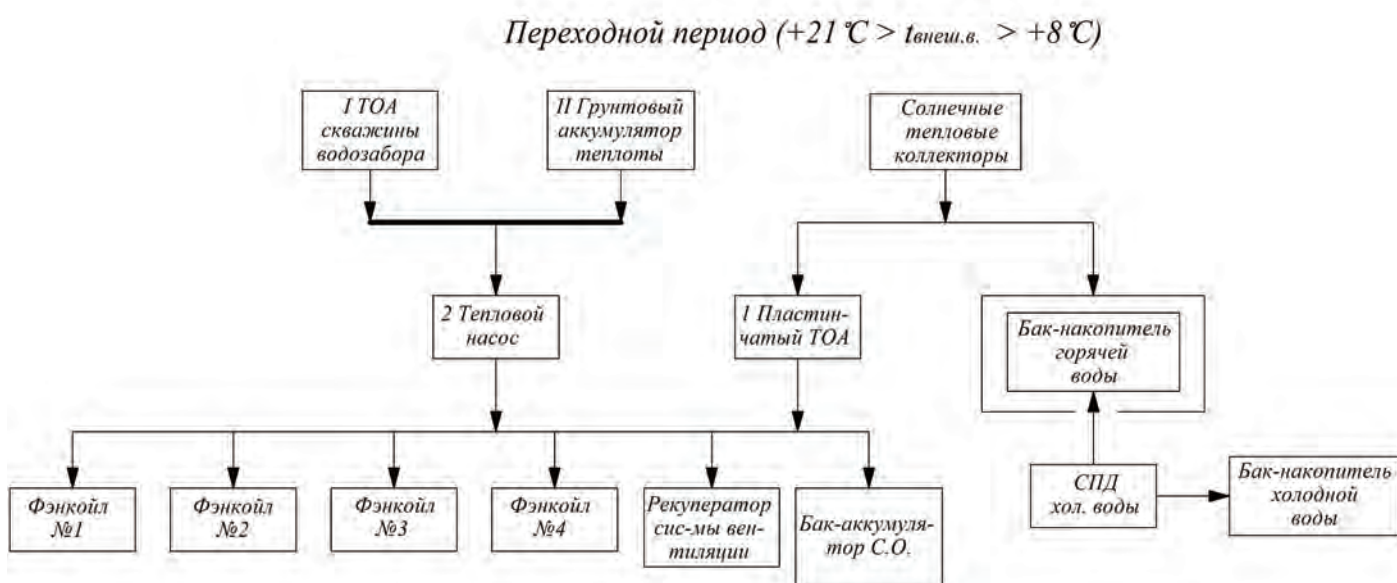 Переходной период (+21℃ > tвнеш.в. > +8℃)
I ТОА
скважины
водозабора
II Грунтовый
аккумулятор
теплоты
Солнечные
тепловые
коллекторы
2 Тепловой
насос
1 Пластин-
чатый ТОА
Бак-накопитель
горячей
воды
Фэнкойл
№1
Фэнкойл
№2
Фэнкойл
№3
Фэнкойл
№4
Рекуператор
сис-мы вен-
тиляции
Бак-аккумуля-
тор С.О.
СПД
хол. воды
Бак-накопитель
холодной
воды